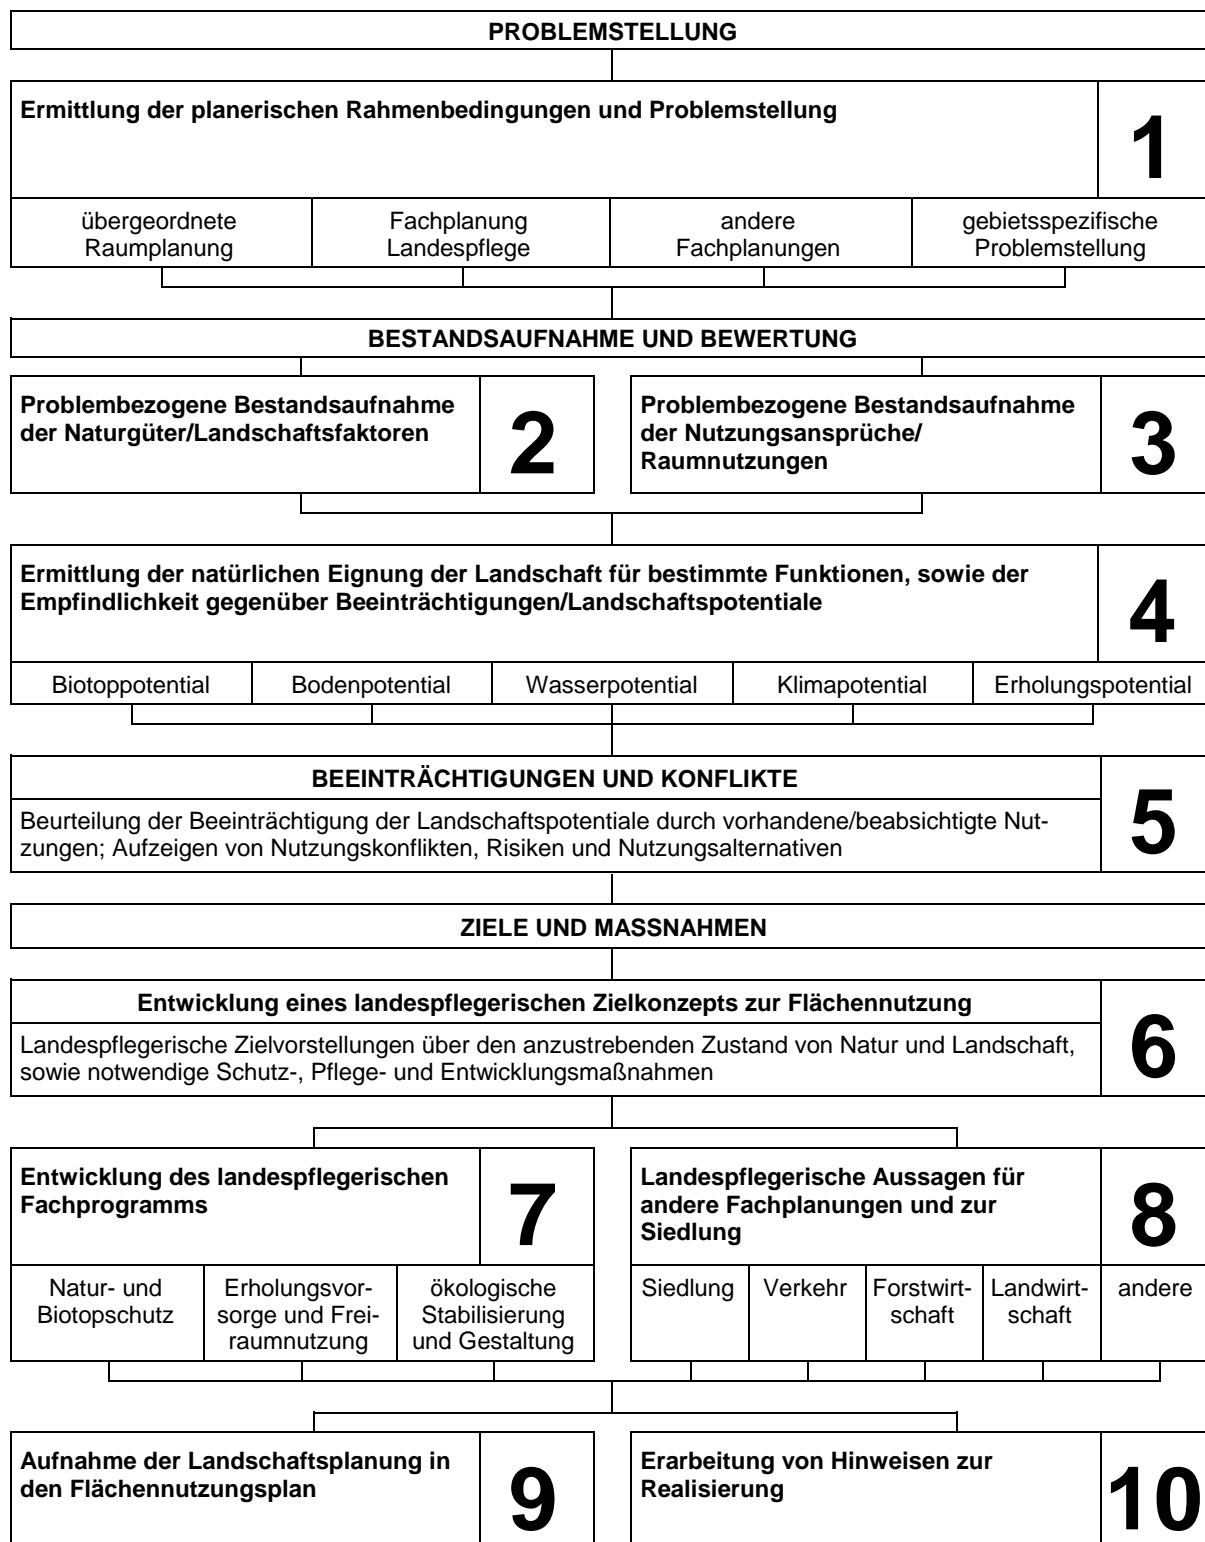 PROBLEMSTELLUNG
Ermittlung der planerischen Rahmenbedingungen und Problemstellung
1
übergeordnete
Raumplanung
Fachplanung
Landespflege
andere
Fachplanungen
gebietsspezifische
Problemstellung
BESTANDSAUFNAHME UND BEWERTUNG
Problembezogene Bestandsaufnahme
der Naturgüter/Landschaftsfaktoren
2
Problembezogene Bestandsaufnahme
der Nutzungsansprüche/
Raumnutzungen
3
Ermittlung der natürlichen Eignung der Landschaft für bestimmte Funktionen, sowie der
Empfindlichkeit gegenüber Beeinträchtigungen/Landschaftspotentiale
4
Biotoppotential
Bodenpotential
Wasserpotential
Klimapotential
Erholungspotential
BEEINTRÄCHTIGUNGEN UND KONFLIKTE
Beurteilung der Beeinträchtigung der Landschaftspotentiale durch vorhandene/beabsichtigte Nut-
zungen; Aufzeigen von Nutzungskonflikten, Risiken und Nutzungsalternativen
5
ZIELE UND MASSNAHMEN
Entwicklung eines landespflegerischen Zielkonzepts zur Flächennutzung
Landespflegerische Zielvorstellungen über den anzustrebenden Zustand von Natur und Landschaft,
sowie notwendige Schutz-, Pflege- und Entwicklungsmaßnahmen
6
Entwicklung des landespflegerischen
Fachprogramms
7
Natur- und
Biotopschutz
Erholungsvor-
sorge und Frei-
raumnutzung
ökologische
Stabilisierung
und Gestaltung
Landespflegerische Aussagen für
andere Fachplanungen und zur
Siedlung
8
Siedlung
Verkehr
Forstwirt-
schaft
Landwirt-
schaft
andere
Aufnahme der Landschaftsplanung in
den Flächennutzungsplan
9
Erarbeitung von Hinweisen zur
Realisierung
10